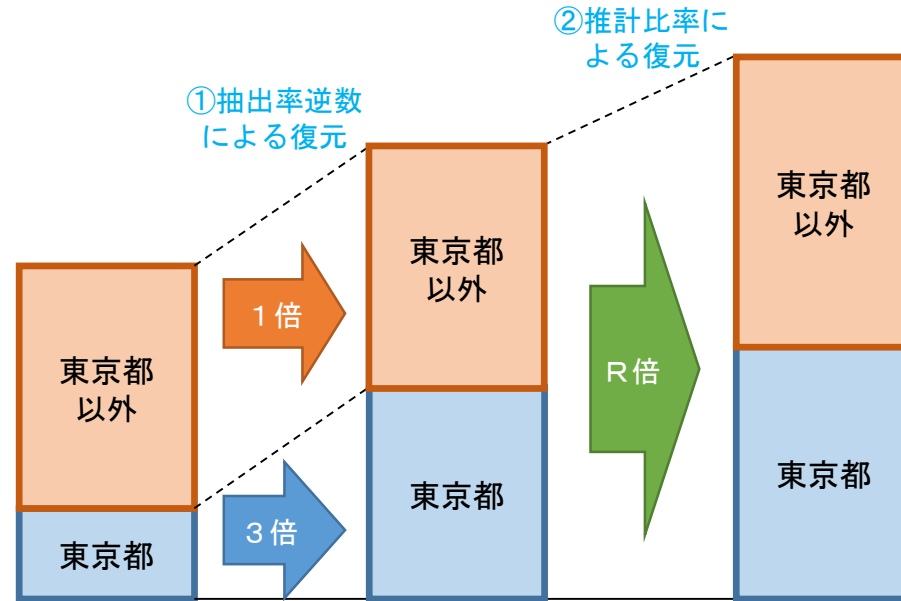 ②推計比率に
よる復元
①抽出率逆数
による復元
東京都
以外
東京都
１倍
３倍
東京都
以外
東京都
Ｒ倍
東京都
以外
東京都